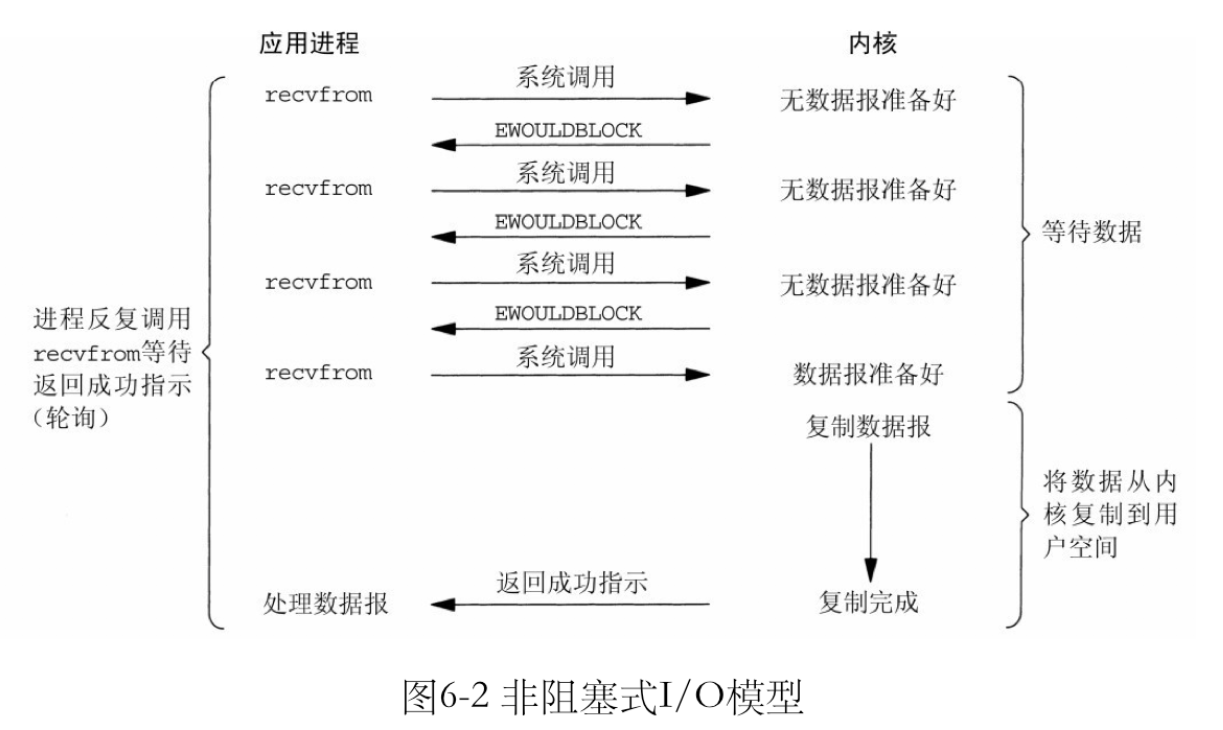 应用进程
内核
recvfrom
系统调用
无数据报准备好
EWOULDBLOCK
recvfrom
系统调用
无数据报准备好
EWOULDBLOCK
recvfrom
系统调用
无数据报准备好
EWOULDBLOCK
recvfrom
系统调用
数据报准备好
等待数据
进程反复调用
recvfrom等待
返回成功指示
（轮询）
复制数据报
将数据从内
核复制到用
户空间
处理数据报
返回成功指示
复制完成
图6-2 非阻塞式I/O模型